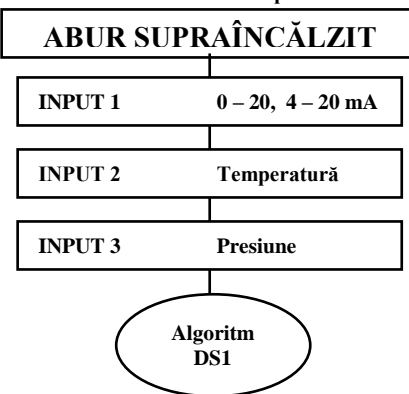 ABUR SUPRAÎNCĂLZIT
INPUT 1 0 – 20, 4 – 20 mA
INPUT 2 Temperatură
INPUT 3 Presiune
Algoritm
DS1